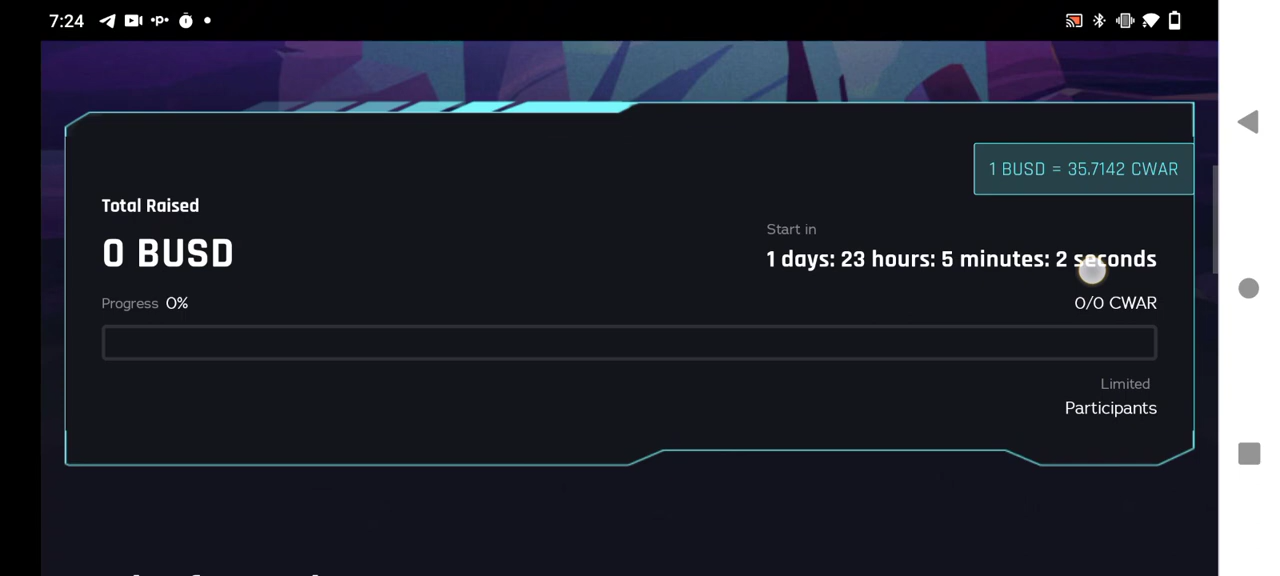 7:24
1 BUSD = 35.7142 CWAR
Total Raised
0 BUSD
Start in
1 days: 23 hours: 5 minutes: 2 seconds
Progress 0%
0/0 CWAR
Limited
Participants